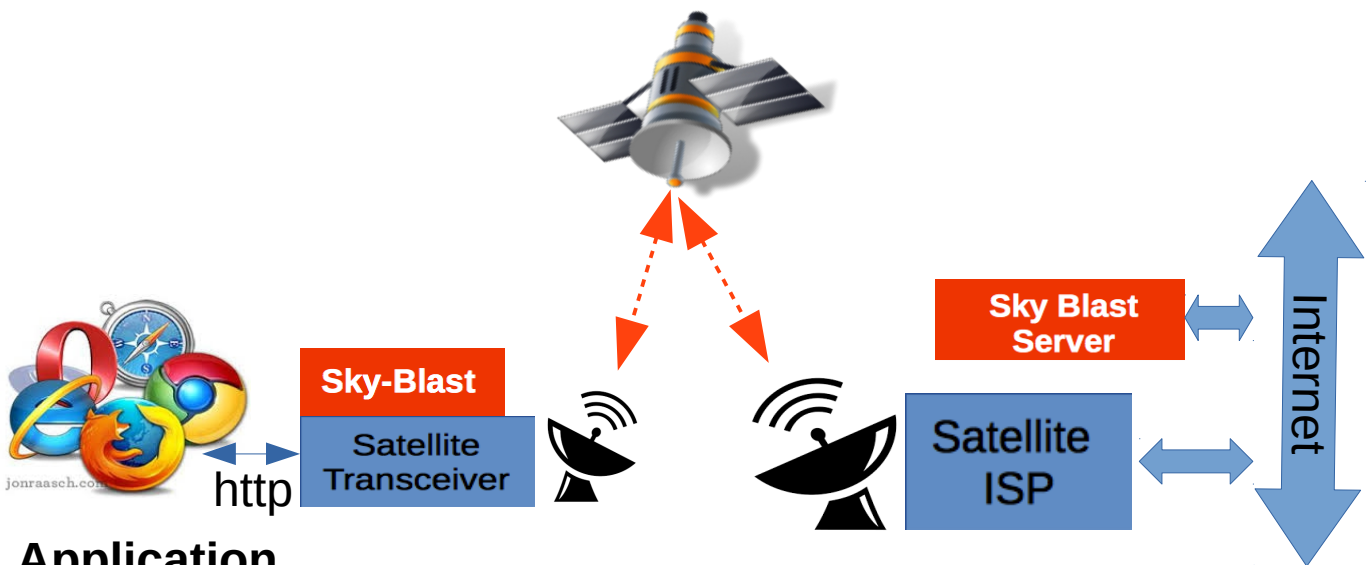 Sky Blast
Server
Internet
Sky-Blast
Satellite
Transceiver
Satellite
ISP
jonraasch.com
http
Application